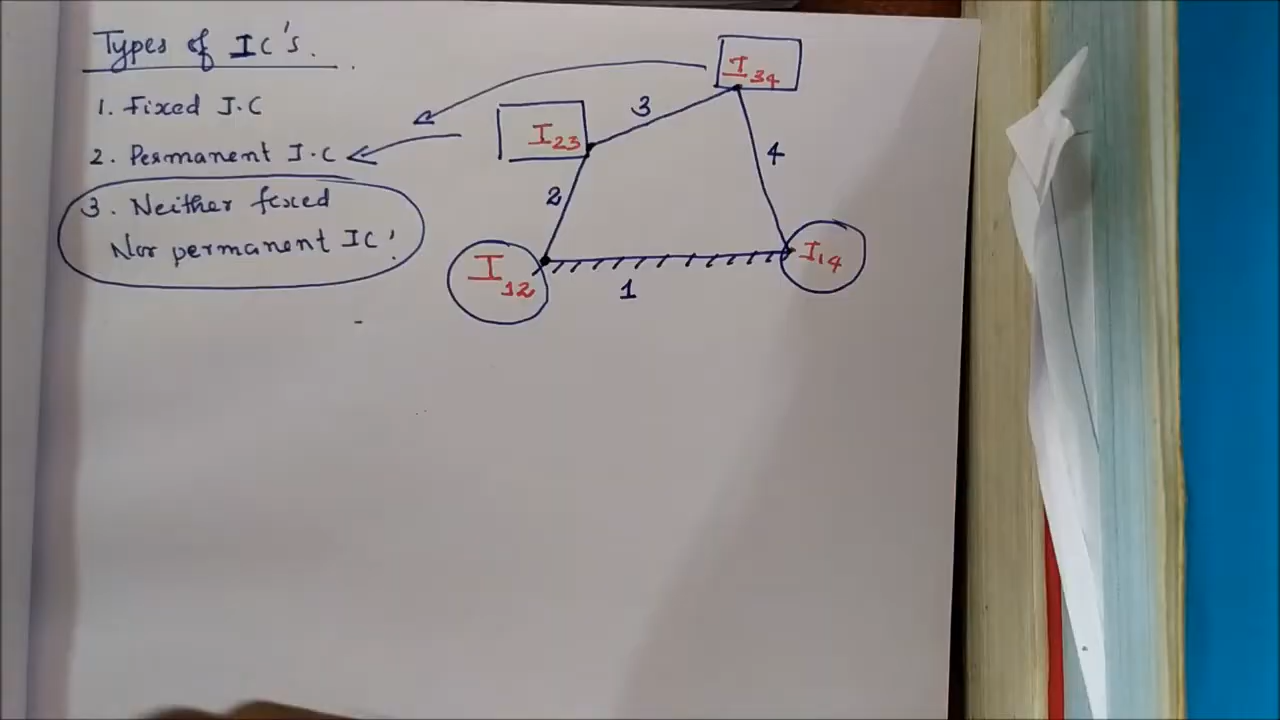 Types of IC's.
1. Fixed I.C
2. Permanent I.C
3. Neither fixed
Nor permanent IC'.
I34
I23
3
4
2
I12
I14
1